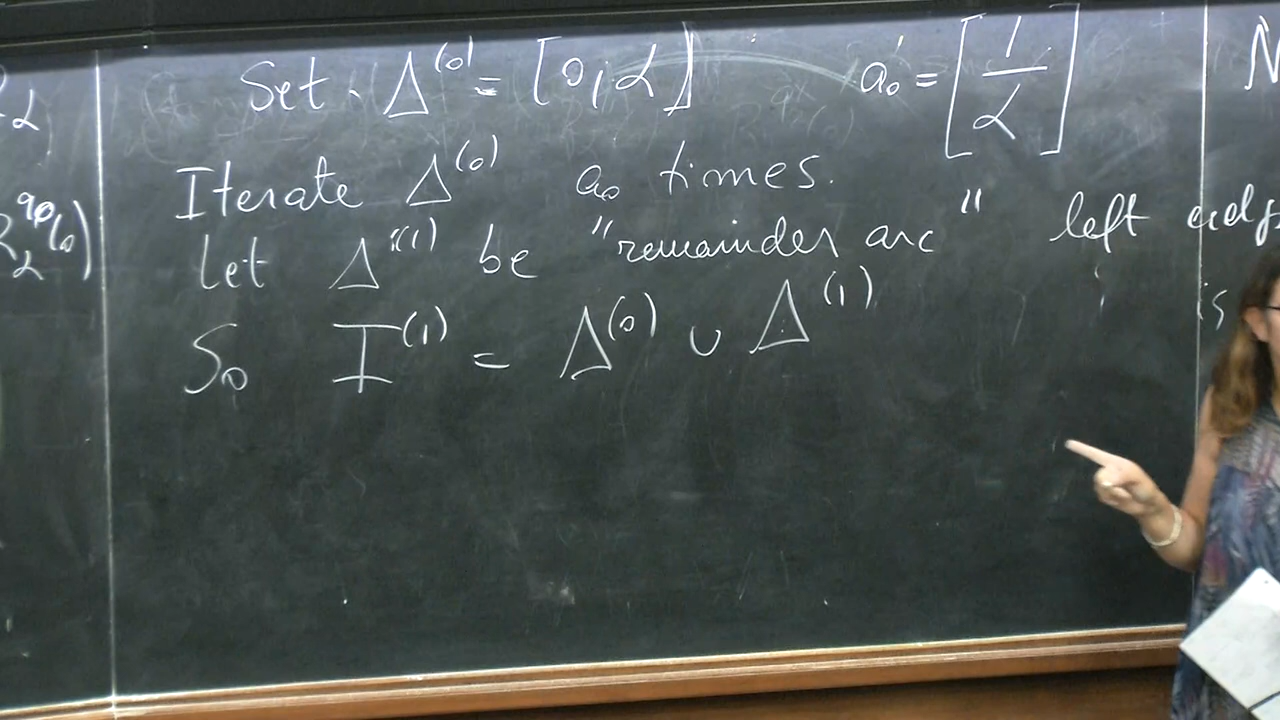 Set Δ^(0) = [0, α] a₀ = [1/α]
Iterate Δ^(0) a₀ times.
Let Δ^(1) be "remainder arc" left
So I^(1) = Δ^(0) ∪ Δ^(1) is